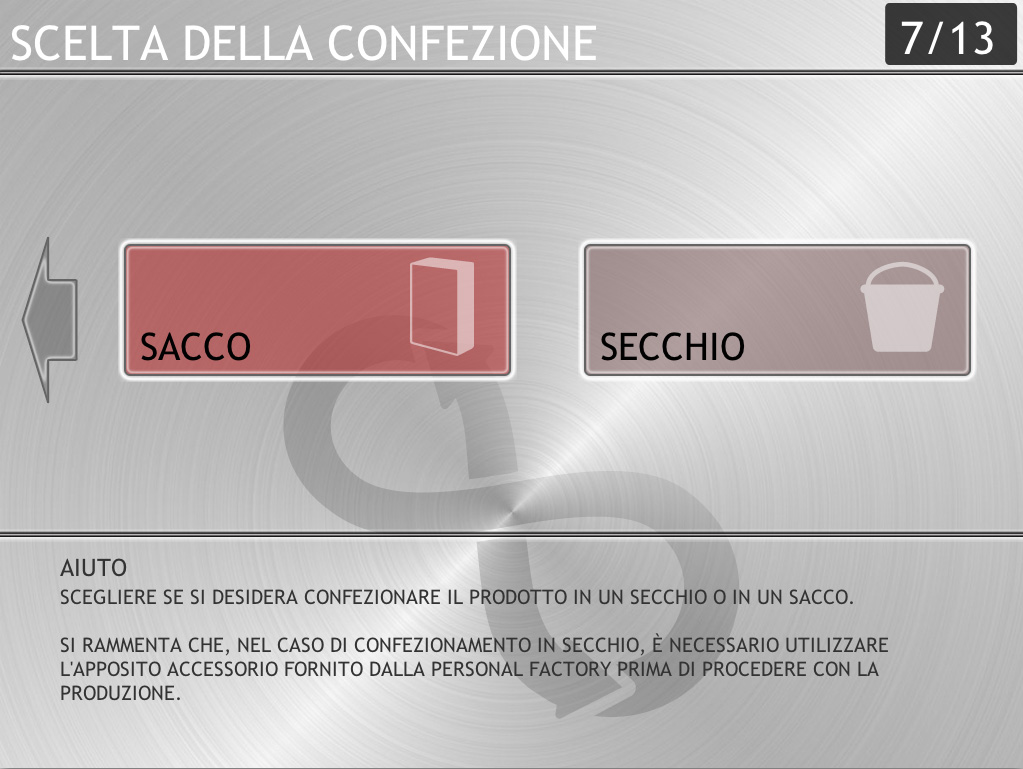 SCELTA DELLA CONFEZIONE
7/13
SACCO
SECCHIO
AIUTO
SCEGLIERE SE SI DESIDERA CONFEZIONARE IL PRODOTTO IN UN SECCHIO O IN UN SACCO.
SI RAMMENTA CHE, NEL CASO DI CONFEZIONAMENTO IN SECCHIO, È NECESSARIO UTILIZZARE
L'APPOSITO ACCESSORIO FORNITO DALLA PERSONAL FACTORY PRIMA DI PROCEDERE CON LA
PRODUZIONE.